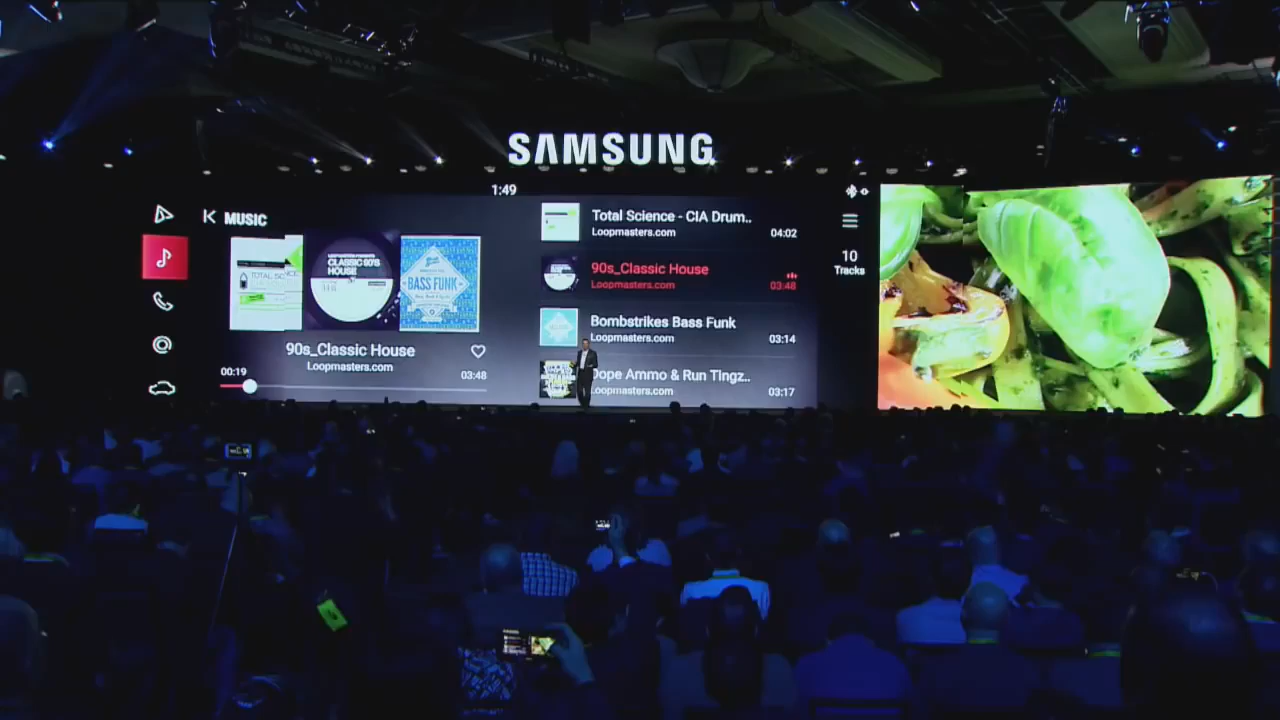 SAMSUNG
1:49
MUSIC
TOTAL SCIENCE
CLASSIC 90'S
HOUSE
BASS FUNK
90s_Classic House
Loopmasters.com
00:19
03:48
Total Science - CIA Drum..
Loopmasters.com
04:02
90s_Classic House
Loopmasters.com
03:48
Bombstrikes Bass Funk
Loopmasters.com
03:14
Dope Ammo & Run Tingz..
Loopmasters.com
03:17
10
Tracks